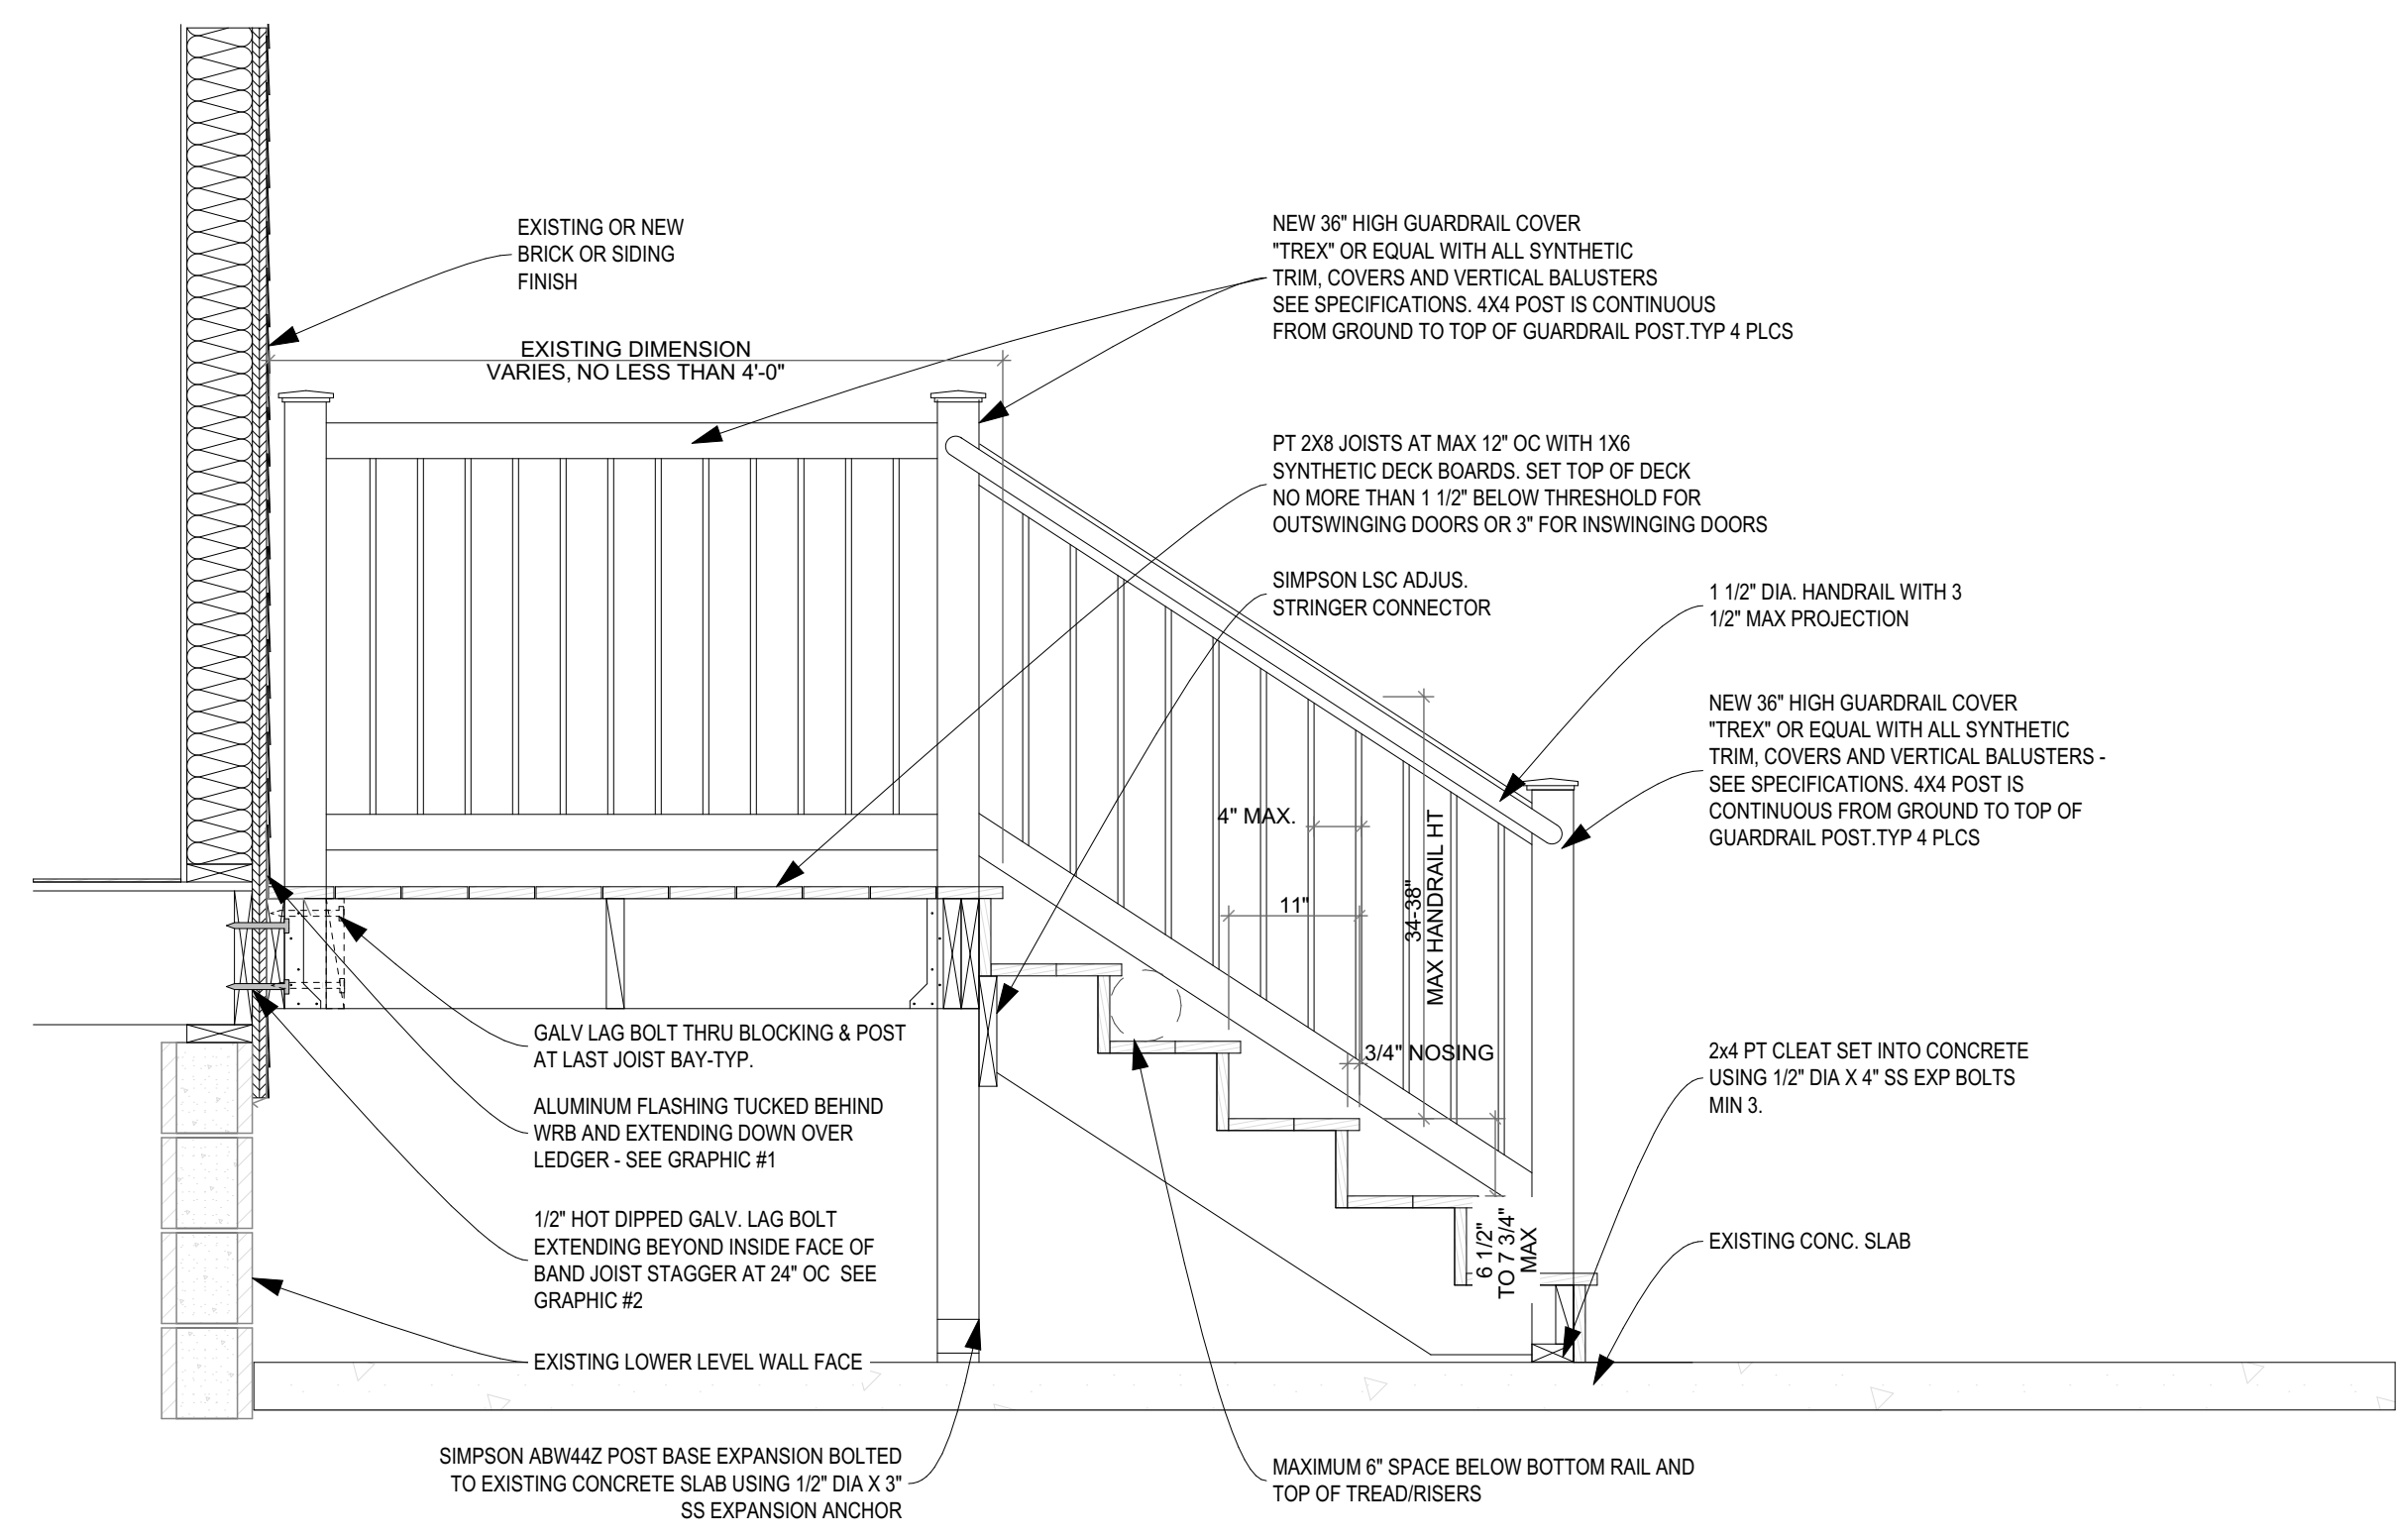 EXISTING OR NEW
BRICK OR SIDING
FINISH
EXISTING DIMENSION
VARIES, NO LESS THAN 4'-0"
NEW 36" HIGH GUARDRAIL COVER
"TREX" OR EQUAL WITH ALL SYNTHETIC
TRIM, COVERS AND VERTICAL BALUSTERS
SEE SPECIFICATIONS. 4X4 POST IS CONTINUOUS
FROM GROUND TO TOP OF GUARDRAIL POST.TYP 4 PLCS
PT 2X8 JOISTS AT MAX 12" OC WITH 1X6
SYNTHETIC DECK BOARDS. SET TOP OF DECK
NO MORE THAN 1 1/2" BELOW THRESHOLD FOR
OUTSWINGING DOORS OR 3" FOR INSWINGING DOORS
SIMPSON LSC ADJUS.
STRINGER CONNECTOR
1 1/2" DIA. HANDRAIL WITH 3
1/2" MAX PROJECTION
NEW 36" HIGH GUARDRAIL COVER
"TREX" OR EQUAL WITH ALL SYNTHETIC
TRIM, COVERS AND VERTICAL BALUSTERS -
SEE SPECIFICATIONS. 4X4 POST IS
CONTINUOUS FROM GROUND TO TOP OF
GUARDRAIL POST.TYP 4 PLCS
4" MAX.
11"
34-38"
MAX HANDRAIL HT
3/4" NOSING
6 1/2"
TO 7 3/4"
MAX
2x4 PT CLEAT SET INTO CONCRETE
USING 1/2" DIA X 4" SS EXP BOLTS
MIN 3.
EXISTING CONC. SLAB
GALV LAG BOLT THRU BLOCKING & POST
AT LAST JOIST BAY-TYP.
ALUMINUM FLASHING TUCKED BEHIND
WRB AND EXTENDING DOWN OVER
LEDGER - SEE GRAPHIC #1
1/2" HOT DIPPED GALV. LAG BOLT
EXTENDING BEYOND INSIDE FACE OF
BAND JOIST STAGGER AT 24" OC  SEE
GRAPHIC #2
EXISTING LOWER LEVEL WALL FACE
SIMPSON ABW44Z POST BASE EXPANSION BOLTED
TO EXISTING CONCRETE SLAB USING 1/2" DIA X 3"
SS EXPANSION ANCHOR
MAXIMUM 6" SPACE BELOW BOTTOM RAIL AND
TOP OF TREAD/RISERS